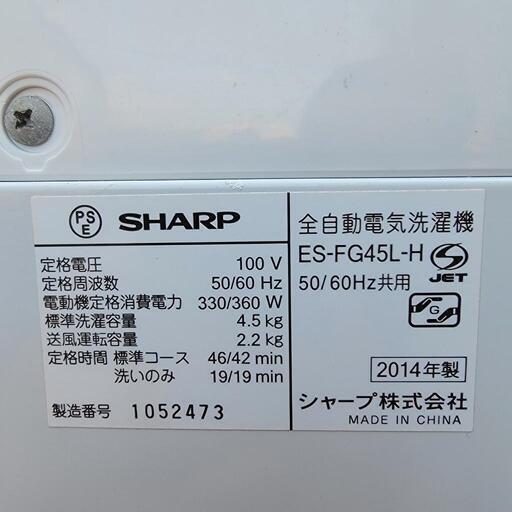 PSE SHARP
定格電圧 100 V
定格周波数 50/60 Hz
電動機定格消費電力 330/360 W
標準洗濯容量 4.5 kg
送風運転容量 2.2 kg
定格時間 標準コース 46/42 min
洗いのみ 19/19 min
製造番号 1052473
全自動電気洗濯機
ES-FG45L-H
50/60Hz共用
JET
G
2014年製
シャープ株式会社
MADE IN CHINA